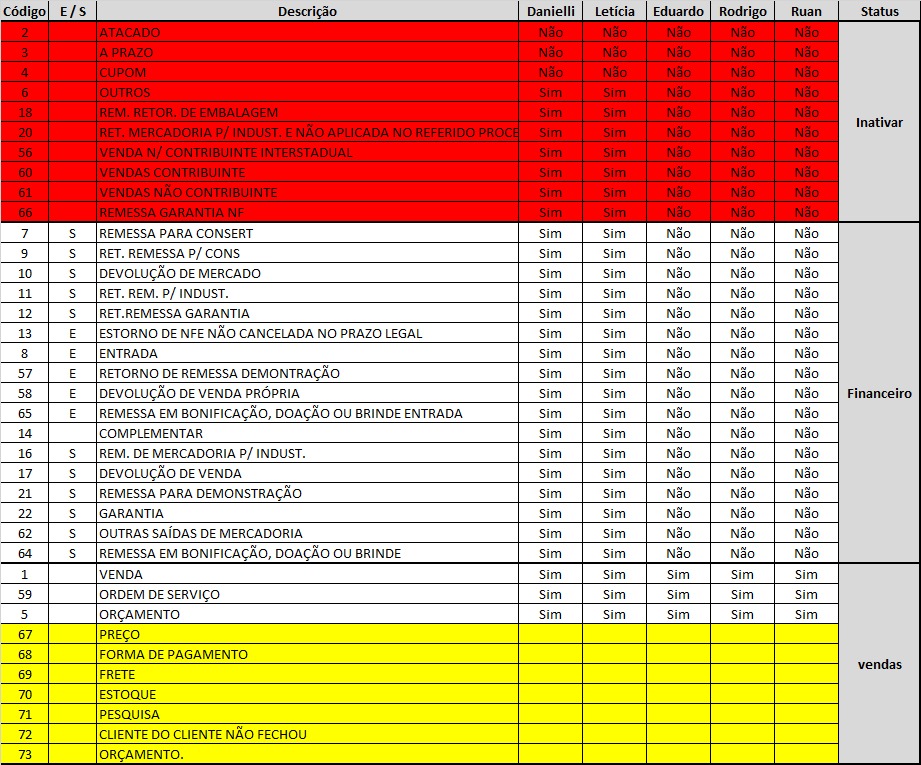 Código E / S Descrição Danielli Letícia Eduardo Rodrigo Ruan Status
2 ATACADO Não Não Não Não Não
3 A PRAZO Não Não Não Não Não
4 CUPOM Não Não Não Não Não
6 OUTROS Sim Sim Não Não Não
18 REM. RETOR. DE EMBALAGEM Sim Sim Não Não Não
20 RET. MERCADORIA P/ INDUST. E NÃO APLICADA NO REFERIDO PROCE Sim Sim Não Não Não
Inativar
56 VENDA N/ CONTRIBUINTE INTERSTADUAL Sim Sim Não Não Não
60 VENDAS CONTRIBUINTE Sim Sim Não Não Não
61 VENDAS NÃO CONTRIBUINTE Sim Sim Não Não Não
66 REMESSA GARANTIA NF Sim Sim Não Não Não
7 S REMESSA PARA CONSERT Sim Sim Não Não Não
9 S RET. REMESSA P/ CONS Sim Sim Não Não Não
10 S DEVOLUÇÃO DE MERCADO Sim Sim Não Não Não
11 S RET. REM. P/ INDUST. Sim Sim Não Não Não
12 S RET.REMESSA GARANTIA Sim Sim Não Não Não
13 E ESTORNO DE NFE NÃO CANCELADA NO PRAZO LEGAL Sim Sim Não Não Não
8 E ENTRADA Sim Sim Não Não Não
57 E RETORNO DE REMESSA DEMONTRAÇÃO Sim Sim Não Não Não
58 E DEVOLUÇÃO DE VENDA PRÓPRIA Sim Sim Não Não Não Financeiro
65 E REMESSA EM BONIFICAÇÃO, DOAÇÃO OU BRINDE ENTRADA Sim Sim Não Não Não
14 COMPLEMENTAR Sim Sim Não Não Não
16 S REM. DE MERCADORIA P/ INDUST. Sim Sim Não Não Não
17 S DEVOLUÇÃO DE VENDA Sim Sim Não Não Não
21 S REMESSA PARA DEMONSTRAÇÃO Sim Sim Não Não Não
22 S GARANTIA Sim Sim Não Não Não
62 S OUTRAS SAÍDAS DE MERCADORIA Sim Sim Não Não Não
64 S REMESSA EM BONIFICAÇÃO, DOAÇÃO OU BRINDE Sim Sim Não Não Não
1 VENDA Sim Sim Sim Sim Sim
59 ORDEM DE SERVIÇO Sim Sim Sim Sim Sim
5 ORÇAMENTO Sim Sim Sim Sim Sim
67 PREÇO
68 FORMA DE PAGAMENTO
vendas
69 FRETE
70 ESTOQUE
71 PESQUISA
72 CLIENTE DO CLIENTE NÃO FECHOU
73 ORÇAMENTO.